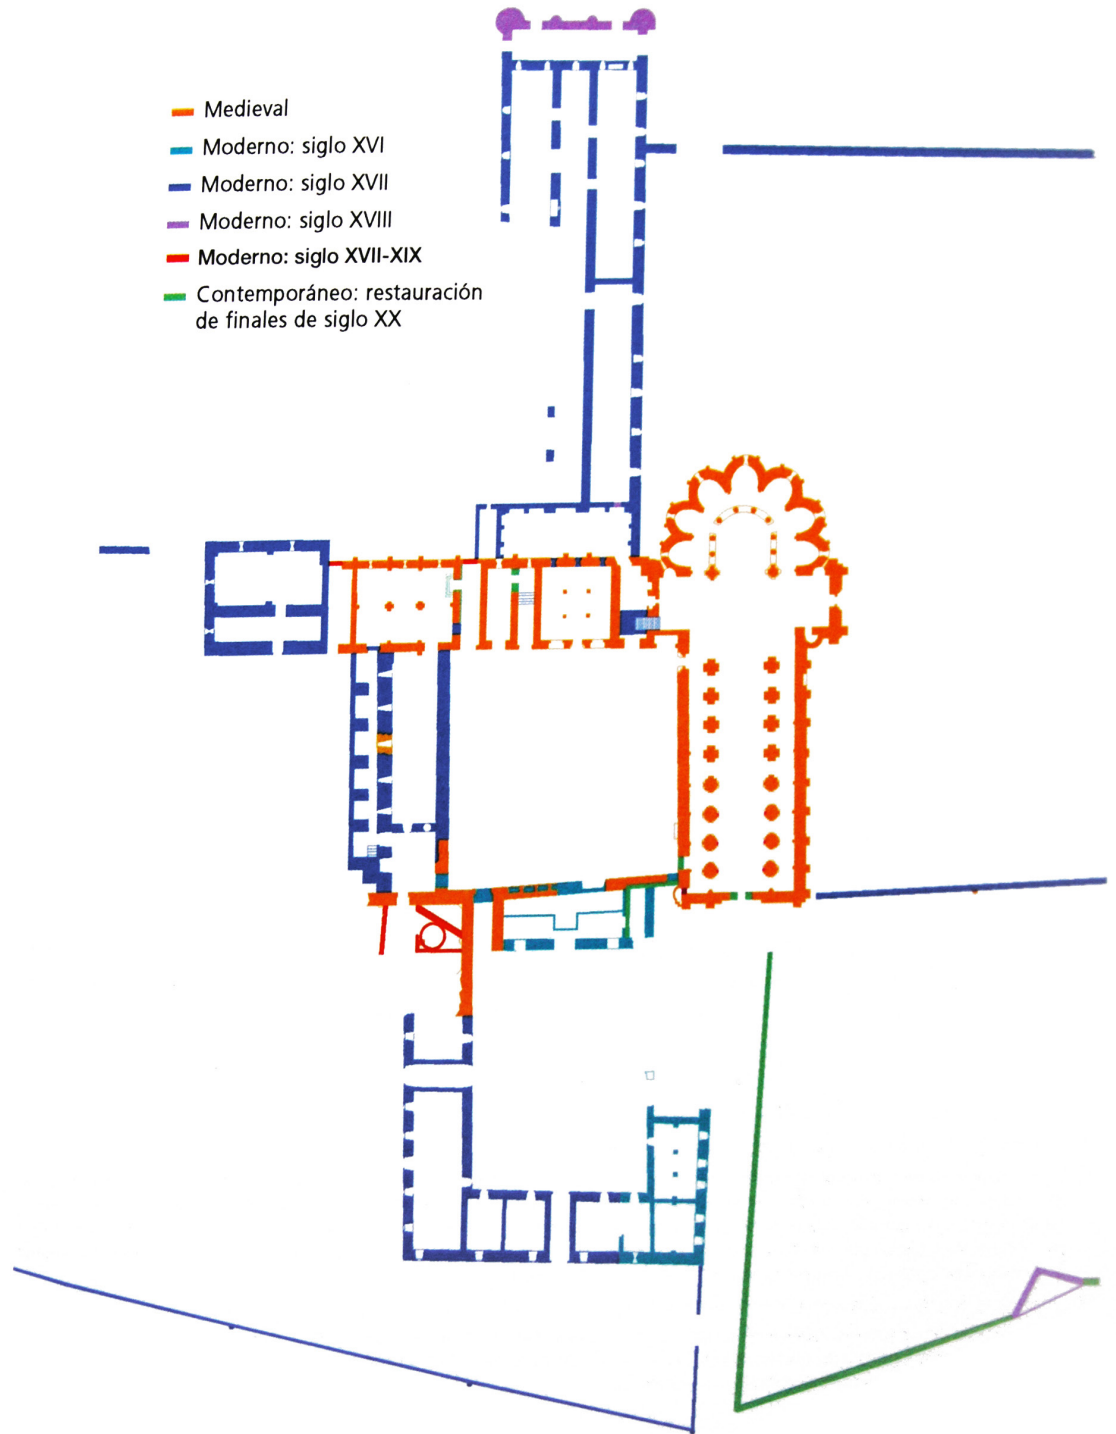 Medieval
Moderno: siglo XVI
Moderno: siglo XVII
Moderno: siglo XVIII
Moderno: siglo XVII-XIX
Contemporáneo: restauración
de finales de siglo XX